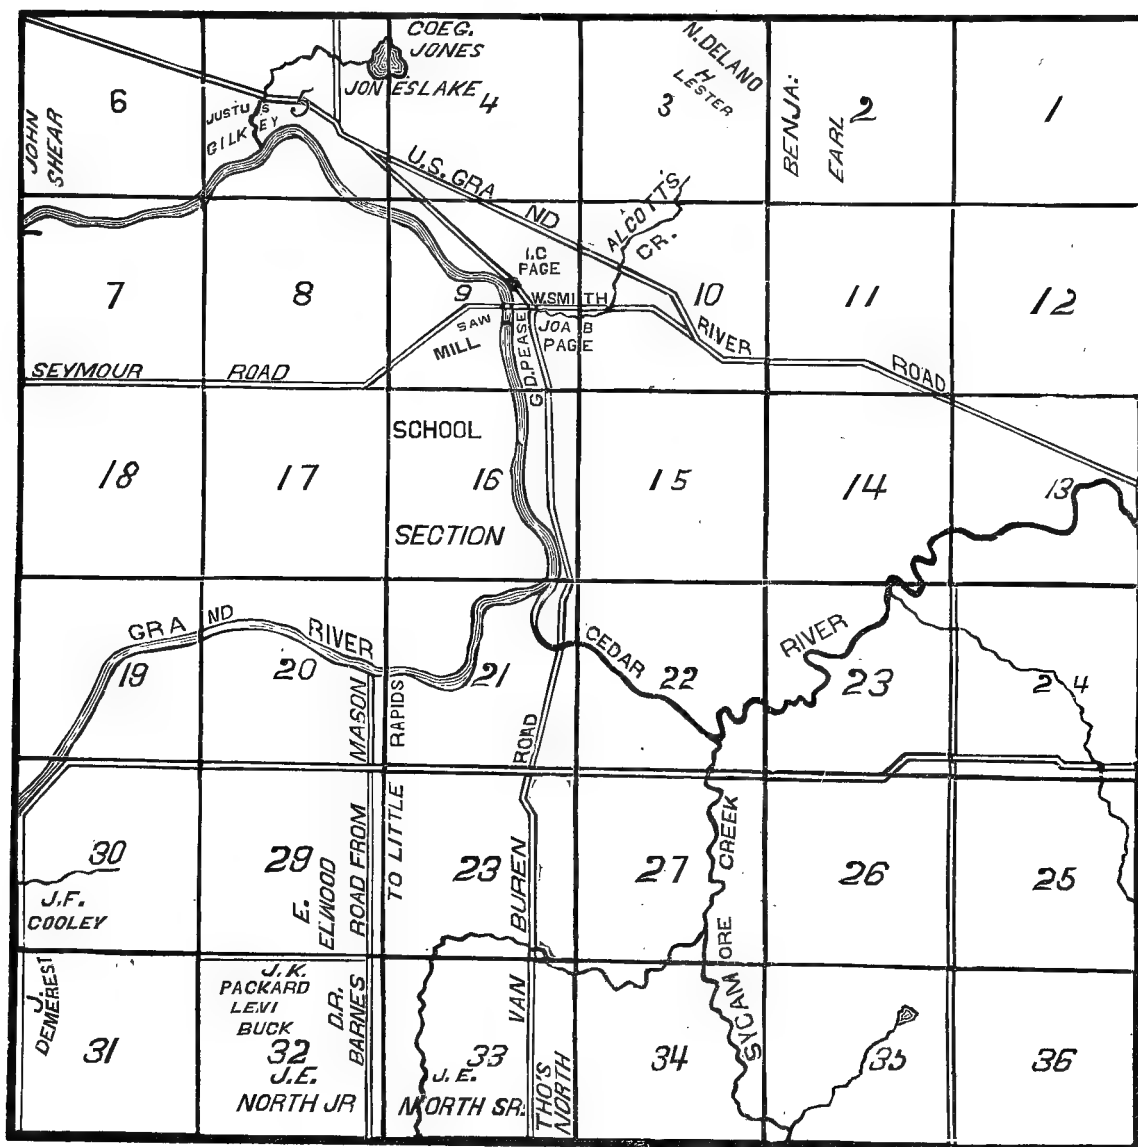 COEG.
JONES
JONESLAKE
N. DELANO
H
LESTER
BENJA:
EARL
JOHN
SHEAR
JUSTUS
GILKEY
6
5
4
3
2
1
U.S. GRAND RIVER ROAD
ALCOTT'S
CR.
I.C
PAGE
W.SMITH
JOAB
PAGE
G.D.PEASE
SAW
MILL
7
8
9
10
11
12
SEYMOUR ROAD
SCHOOL
SECTION
18
17
16
15
14
13
GRAND RIVER
CEDAR RIVER
19
20
21
22
23
24
ROAD FROM MASON
TO LITTLE RAPIDS
VAN BUREN ROAD
SYCAMORE CREEK
30
29
23
27
26
25
J.F.
COOLEY
E.
ELWOOD
J.
DEMEREST
J.K.
PACKARD
LEVI
BUCK
D.R.
BARNES
31
32
33
34
35
36
J.E.
NORTH JR
J.E.
NORTH SR.
THO'S
NORTH